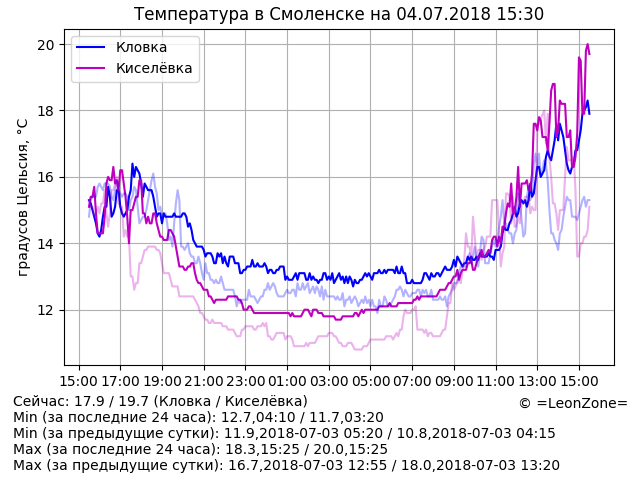 Температура в Смоленске на 04.07.2018 15:30
Кловка
Киселёвка
градусов Цельсия, °C
20
18
16
14
12
15:00 17:00 19:00 21:00 23:00 01:00 03:00 05:00 07:00 09:00 11:00 13:00 15:00
Сейчас: 17.9 / 19.7 (Кловка / Киселёвка)
© =LeonZone=
Min (за последние 24 часа): 12.7,04:10 / 11.7,03:20
Min (за предыдущие сутки): 11.9,2018-07-03 05:20 / 10.8,2018-07-03 04:15
Max (за последние 24 часа): 18.3,15:25 / 20.0,15:25
Max (за предыдущие сутки): 16.7,2018-07-03 12:55 / 18.0,2018-07-03 13:20